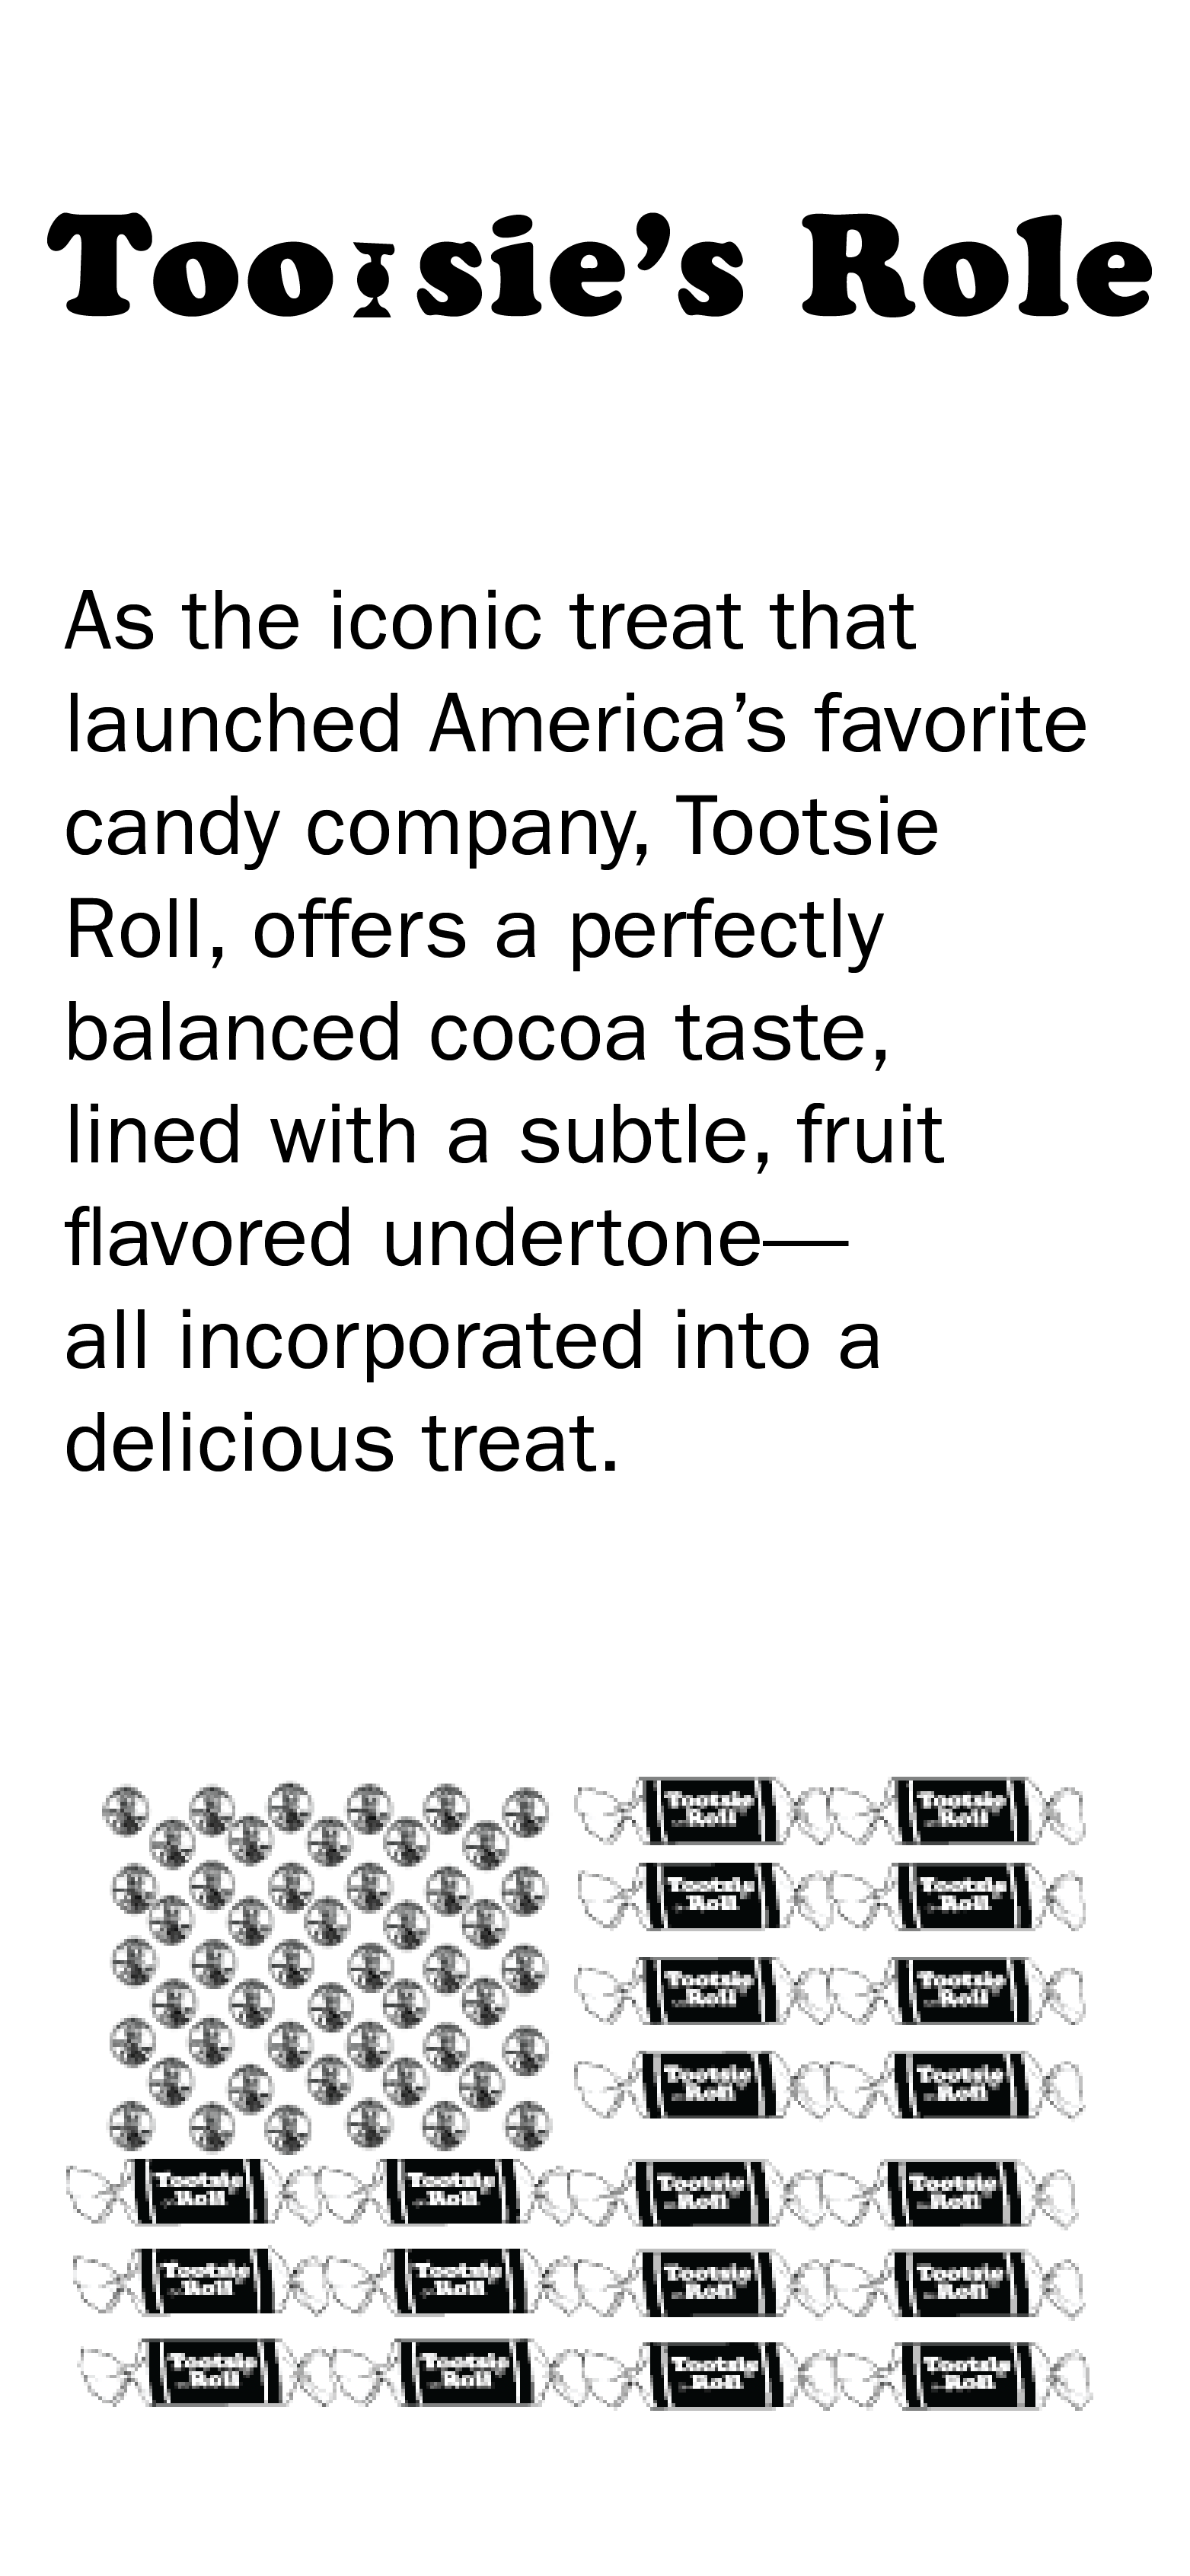 Tootsie’s Role
As the iconic treat that
launched America’s favorite
candy company, Tootsie
Roll, offers a perfectly
balanced cocoa taste,
lined with a subtle, fruit
flavored undertone—
all incorporated into a
delicious treat.
Tootsie
Roll
Tootsie
Roll
Tootsie
Roll
Tootsie
Roll
Tootsie
Roll
Tootsie
Roll
Tootsie
Roll
Tootsie
Roll
Tootsie
Roll
Tootsie
Roll
Tootsie
Roll
Tootsie
Roll
Tootsie
Roll
Tootsie
Roll
Tootsie
Roll
Tootsie
Roll
Tootsie
Roll
Tootsie
Roll
Tootsie
Roll
Tootsie
Roll